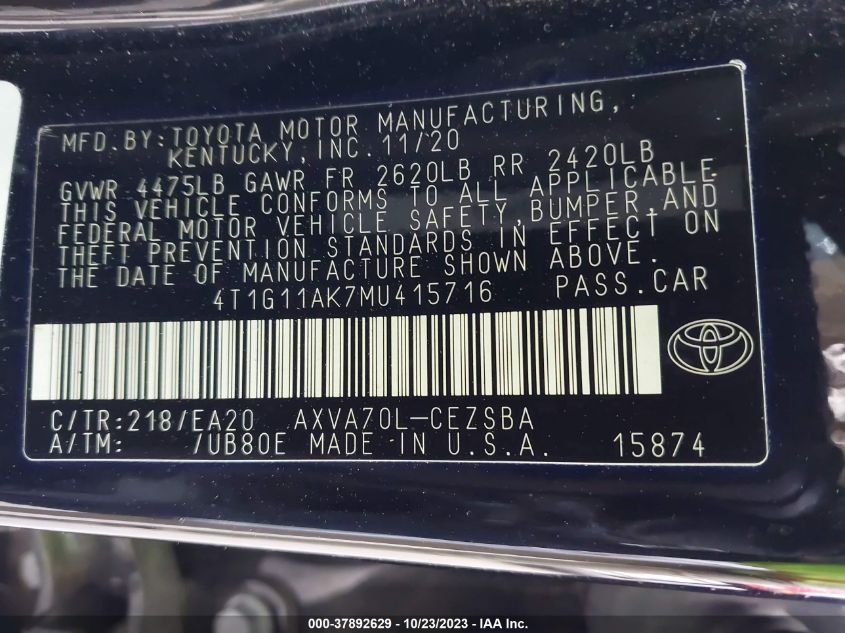 MFD.BY:TOYOTA MOTOR MANUFACTURING,
KENTUCKY,INC.11/20
GVWR 4475LB GAWR FR 2620LB RR 2420LB
THIS VEHICLE CONFORMS TO ALL APPLICABLE
FEDERAL MOTOR VEHICLE SAFETY,BUMPER,AND
THEFT PREVENTION STANDARDS IN EFFECT ON
THE DATE OF MANUFACTURE SHOWN ABOVE.
4T1G11AK7MU415716 PASS.CAR
C/TR:218/EA20 AXVA70L-CEZSBA
A/TM: /UB80E MADE IN U.S.A. 15874
000-37892629 - 10/23/2023 - IAA Inc.